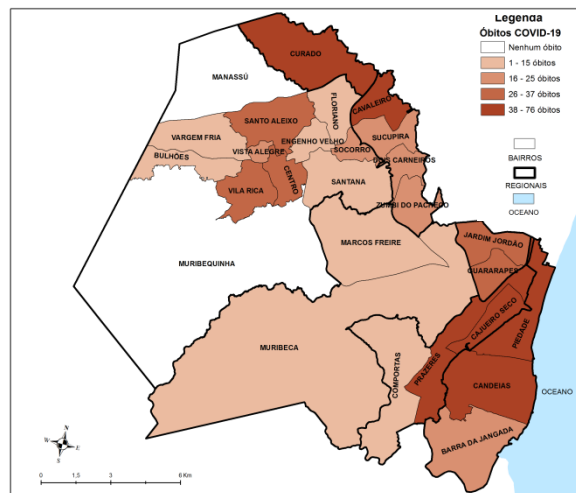 Legenda
Óbitos COVID-19
Nenhum óbito
1 - 15 óbitos
16 - 25 óbitos
26 - 37 óbitos
38 - 76 óbitos
BAIRROS
REGIONAIS
OCEANO
CURADO
MANASSÚ
CAVALEIRO
FLORIANO
SANTO ALEIXO
VARGEM FRIA
SUCUPIRA
ENGENHO VELHO
SOCORRO
VISTA ALEGRE
BULHÕES
DOIS CARNEIROS
CENTRO
SANTANA
VILA RICA
ZUMBI DO PACHECO
MARCOS FREIRE
JARDIM JORDÃO
MURIBEQUINHA
GUARARAPES
CAJUEIRO SECO
PIEDADE
MURIBECA
COMPORTAS
PRAZERES
CANDEIAS
OCEANO
BARRA DA JANGADA
N
W
E
S
0 1,5 3 6 Km